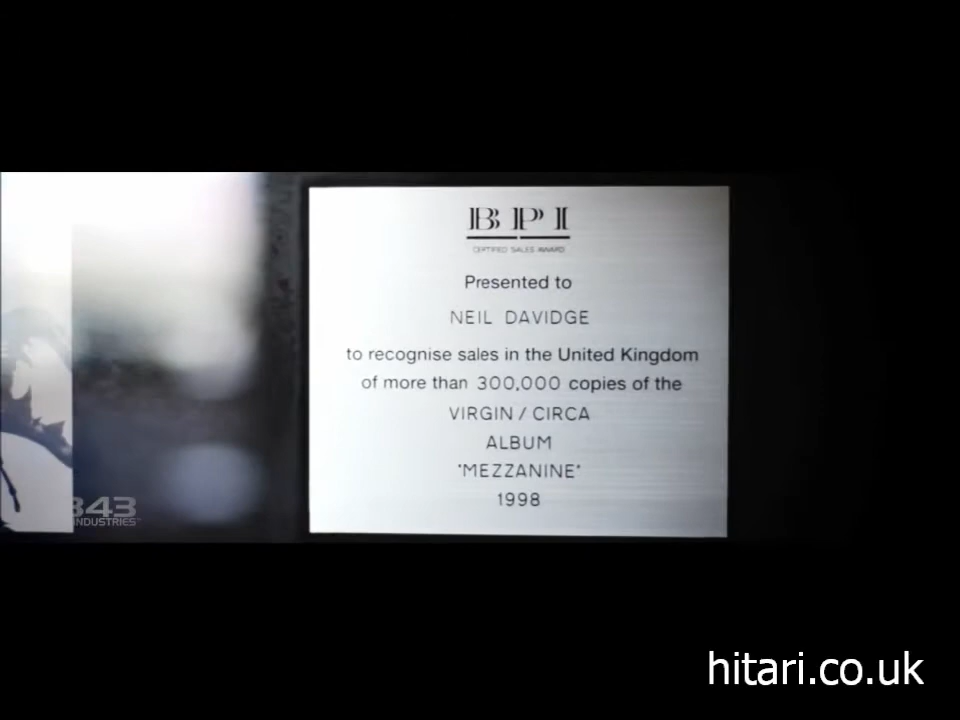 BPI
CERTIFIED SALES AWARD
Presented to
NEIL DAVIDGE
to recognise sales in the United Kingdom
of more than 300,000 copies of the
VIRGIN / CIRCA
ALBUM
"MEZZANINE"
1998
343
INDUSTRIES™
hitari.co.uk